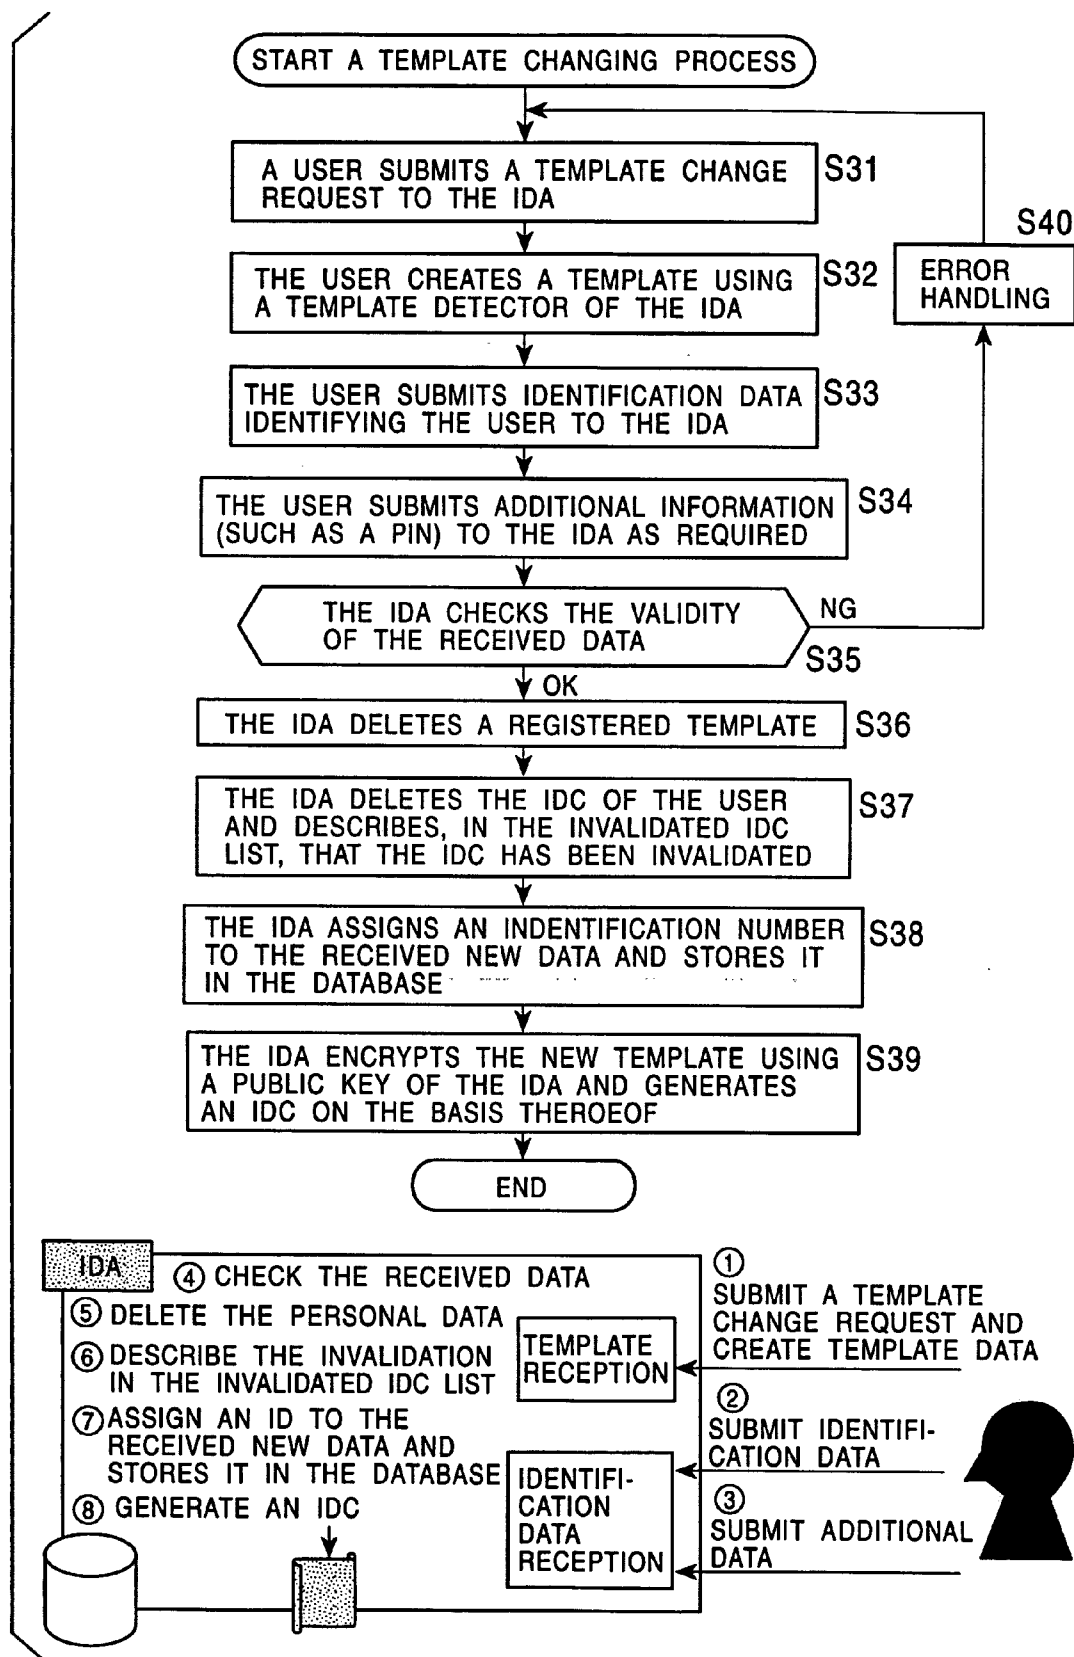 START A TEMPLATE CHANGING PROCESS
A USER SUBMITS A TEMPLATE CHANGE
REQUEST TO THE IDA
S31
THE USER CREATES A TEMPLATE USING
A TEMPLATE DETECTOR OF THE IDA
S32
S40
ERROR
HANDLING
THE USER SUBMITS IDENTIFICATION DATA
IDENTIFYING THE USER TO THE IDA
S33
THE USER SUBMITS ADDITIONAL INFORMATION
(SUCH AS A PIN) TO THE IDA AS REQUIRED
S34
THE IDA CHECKS THE VALIDITY
OF THE RECEIVED DATA
NG
S35
OK
THE IDA DELETES A REGISTERED TEMPLATE
S36
THE IDA DELETES THE IDC OF THE USER
AND DESCRIBES, IN THE INVALIDATED IDC
LIST, THAT THE IDC HAS BEEN INVALIDATED
S37
THE IDA ASSIGNS AN INDENTIFICATION NUMBER
TO THE RECEIVED NEW DATA AND STORES IT
IN THE DATABASE
S38
THE IDA ENCRYPTS THE NEW TEMPLATE USING
A PUBLIC KEY OF THE IDA AND GENERATES
AN IDC ON THE BASIS THEROEOF
S39
END
IDA
④ CHECK THE RECEIVED DATA
⑤ DELETE THE PERSONAL DATA
⑥ DESCRIBE THE INVALIDATION
IN THE INVALIDATED IDC LIST
⑦ ASSIGN AN ID TO THE
RECEIVED NEW DATA AND
STORES IT IN THE DATABASE
⑧ GENERATE AN IDC
TEMPLATE
RECEPTION
IDENTIFI-
CATION
DATA
RECEPTION
①
SUBMIT A TEMPLATE
CHANGE REQUEST AND
CREATE TEMPLATE DATA
②
SUBMIT IDENTIFI-
CATION DATA
③
SUBMIT ADDITIONAL
DATA